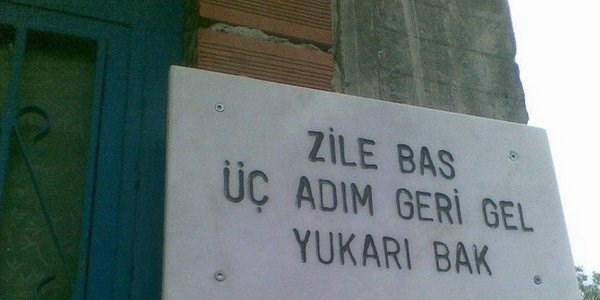 ZİLE BAS
ÜÇ ADIM GERİ GEL
YUKARI BAK